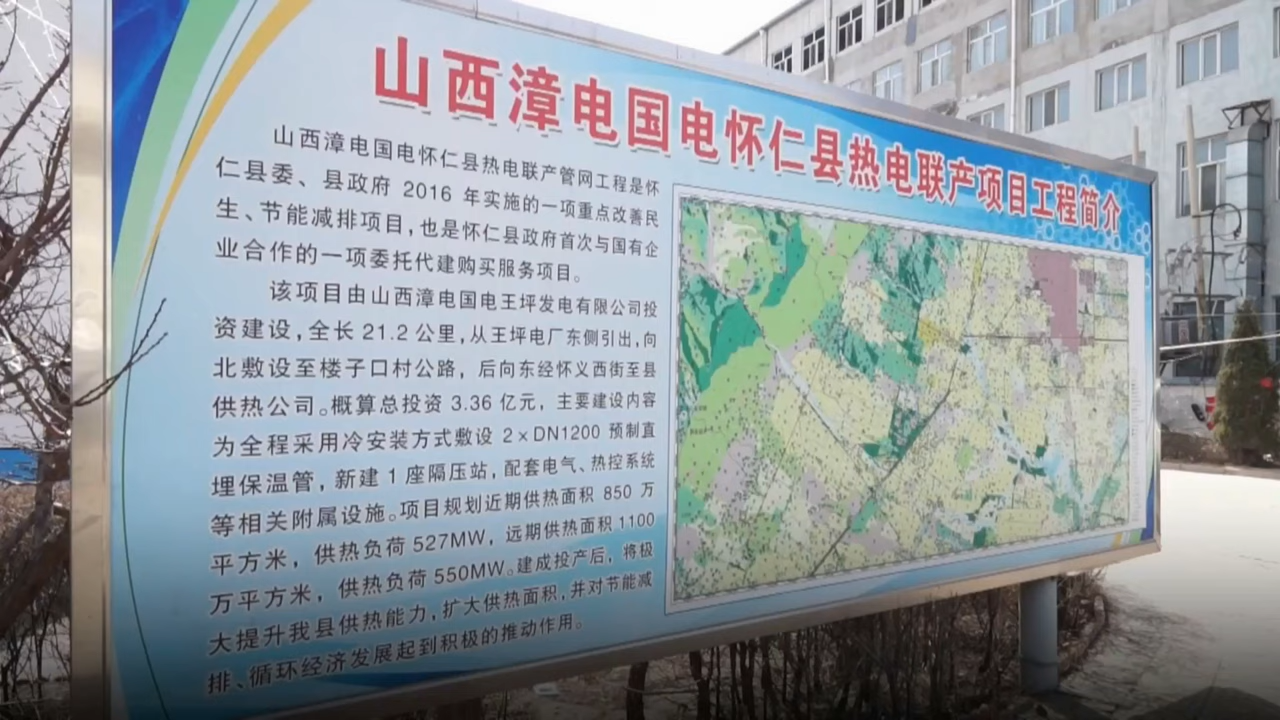 山西漳电国电怀仁县热电联产项目工程简介
山西漳电国电怀仁县热电联产管网工程是怀
仁县委、县政府 2016 年实施的一项重点改善民
生、节能减排项目,也是怀仁县政府首次与国有企
业合作的一项委托代建购买服务项目。
该项目由山西漳电国电王坪发电有限公司投
资建设,全长 21.2 公里,从王坪电厂东侧引出,向
北敷设至楼子口村公路，后向东经怀义西街至县
供热公司。概算总投资 3.36 亿元，主要建设内容
为全程采用冷安装方式敷设 2×DN1200 预制直
埋保温管，新建 1 座隔压站，配套电气、热控系统
等相关附属设施。项目规划近期供热面积 850 万
平方米，供热负荷 527MW，远期供热面积 1100
万平方米，供热负荷 550MW。建成投产后，将极
大提升我县供热能力,扩大供热面积,并对节能减
排、循环经济发展起到积极的推动作用。